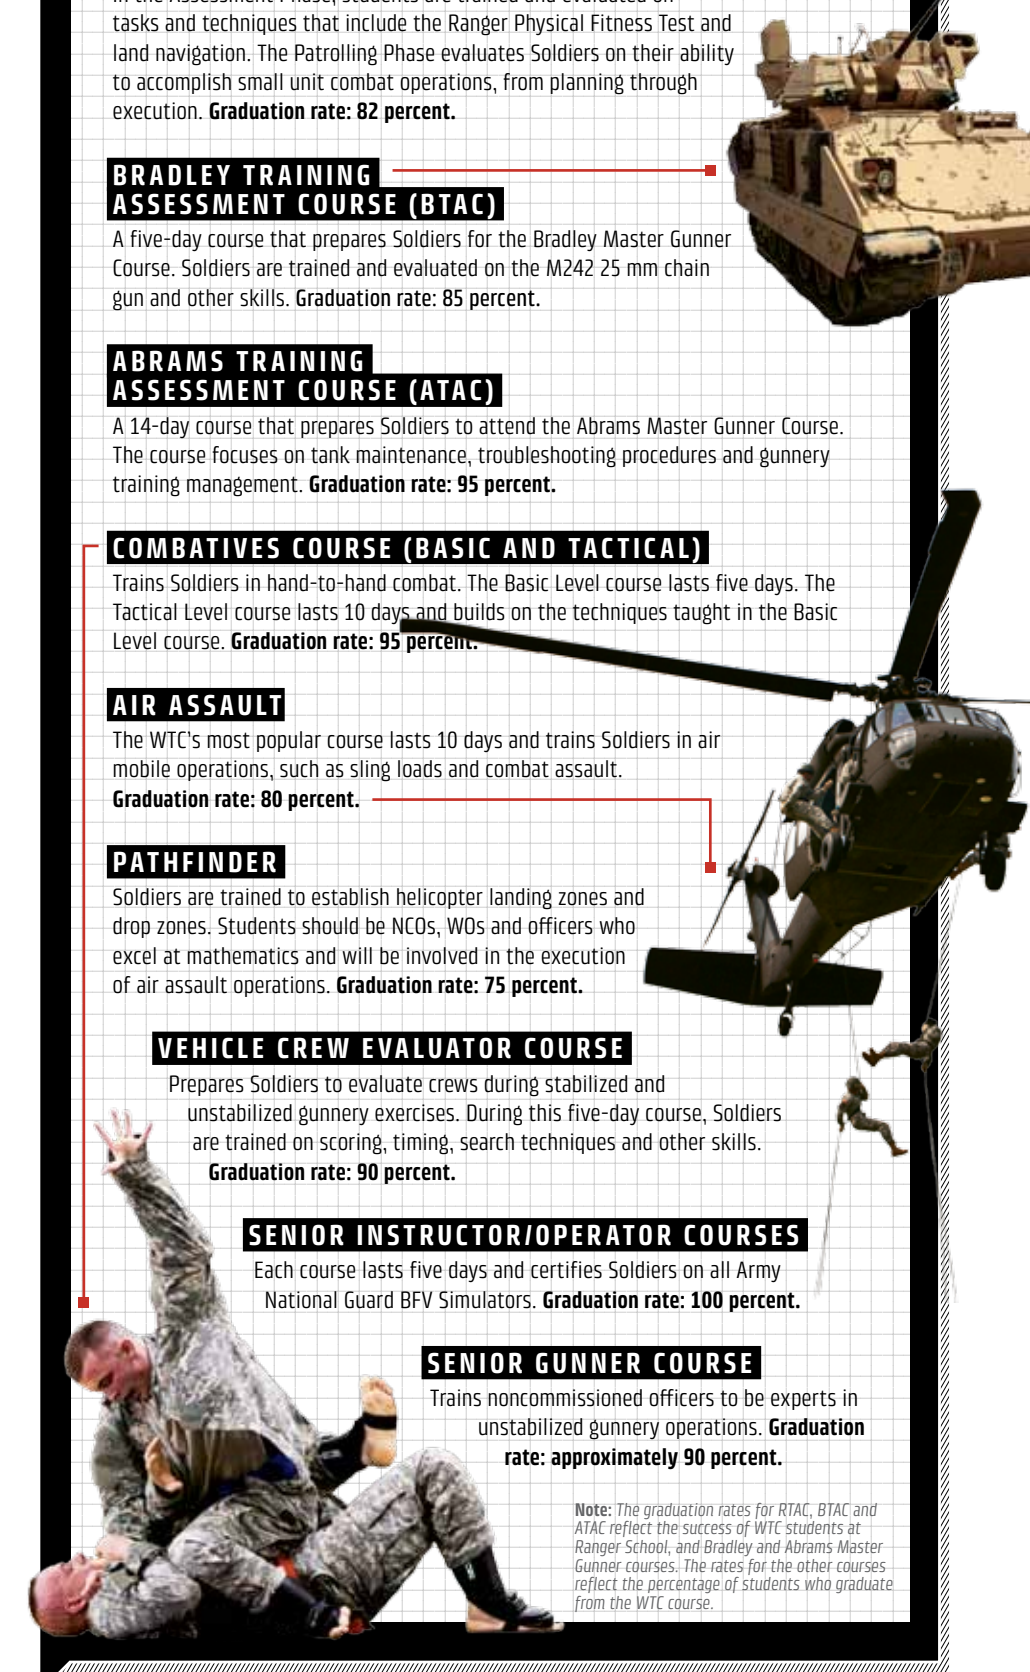 in the Assessment Phase, students are trained and evaluated on
tasks and techniques that include the Ranger Physical Fitness Test and
land navigation. The Patrolling Phase evaluates Soldiers on their ability
to accomplish small unit combat operations, from planning through
execution. Graduation rate: 82 percent.
BRADLEY TRAINING
ASSESSMENT COURSE (BTAC)
A five-day course that prepares Soldiers for the Bradley Master Gunner
Course. Soldiers are trained and evaluated on the M242 25 mm chain
gun and other skills. Graduation rate: 85 percent.
ABRAMS TRAINING
ASSESSMENT COURSE (ATAC)
A 14-day course that prepares Soldiers to attend the Abrams Master Gunner Course.
The course focuses on tank maintenance, troubleshooting procedures and gunnery
training management. Graduation rate: 95 percent.
COMBATIVES COURSE (BASIC AND TACTICAL)
Trains Soldiers in hand-to-hand combat. The Basic Level course lasts five days. The
Tactical Level course lasts 10 days and builds on the techniques taught in the Basic
Level course. Graduation rate: 95 percent.
AIR ASSAULT
The WTC's most popular course lasts 10 days and trains Soldiers in air
mobile operations, such as sling loads and combat assault.
Graduation rate: 80 percent.
PATHFINDER
Soldiers are trained to establish helicopter landing zones and
drop zones. Students should be NCOs, WOs and officers who
excel at mathematics and will be involved in the execution
of air assault operations. Graduation rate: 75 percent.
VEHICLE CREW EVALUATOR COURSE
Prepares Soldiers to evaluate crews during stabilized and
unstabilized gunnery exercises. During this five-day course, Soldiers
are trained on scoring, timing, search techniques and other skills.
Graduation rate: 90 percent.
SENIOR INSTRUCTOR/OPERATOR COURSES
Each course lasts five days and certifies Soldiers on all Army
National Guard BFV Simulators. Graduation rate: 100 percent.
SENIOR GUNNER COURSE
Trains noncommissioned officers to be experts in
unstabilized gunnery operations. Graduation
rate: approximately 90 percent.
Note: The graduation rates for RTAC, BTAC and
ATAC reflect the success of WTC students at
Ranger School, and Bradley and Abrams Master
Gunner courses. The rates for the other courses
reflect the percentage of students who graduate
from the WTC course.